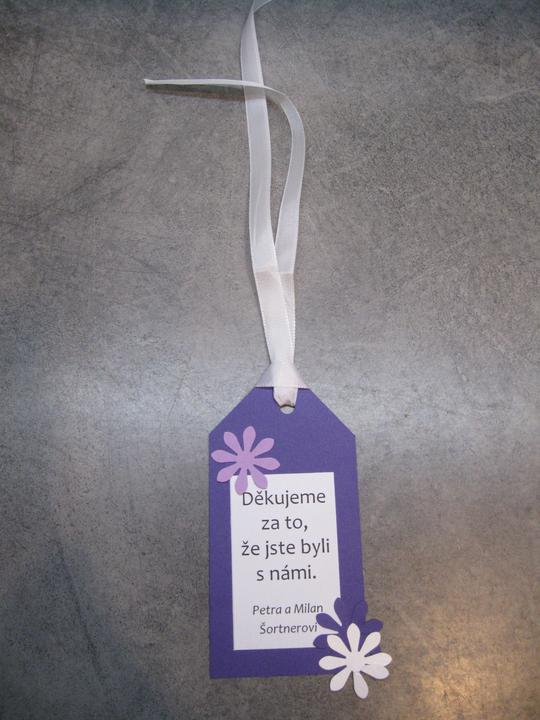 Děkujeme
za to,
že jste byli
s námi.
Petra a Milan
Šortnerovi